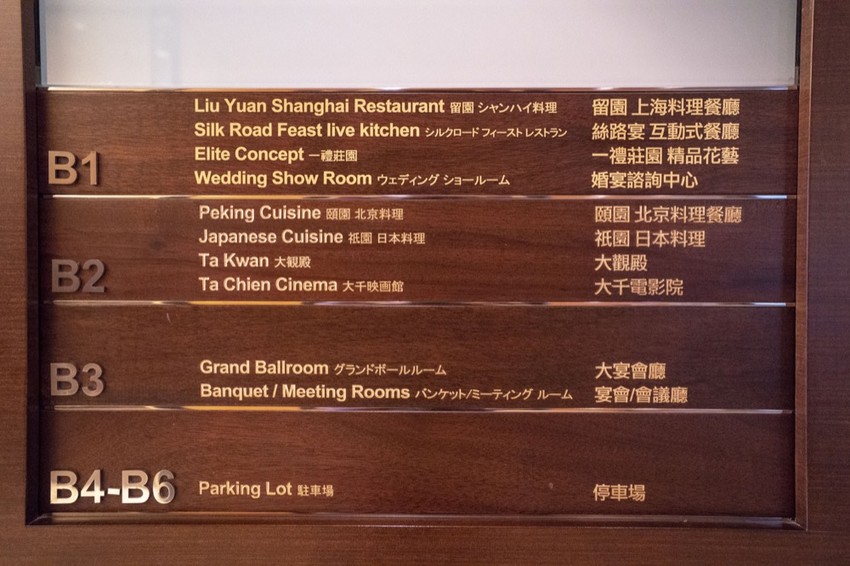 Liu Yuan Shanghai Restaurant 留園 シャンハイ料理 留園 上海料理餐廳
Silk Road Feast live kitchen シルクロード フィースト レストラン 絲路宴 互動式餐廳
Elite Concept 一禮莊園 一禮莊園 精品花藝
B1
Wedding Show Room ウェディング ショールーム 婚宴諮詢中心
Peking Cuisine 頤園 北京料理 頤園 北京料理餐廳
Japanese Cuisine 祇園 日本料理 祇園 日本料理
Ta Kwan 大観殿 大觀殿
B2
Ta Chien Cinema 大千映画館 大千電影院
Grand Ballroom グランドボールルーム 大宴會廳
B3
Banquet / Meeting Rooms バンケット/ミーティング ルーム 宴會/會議廳
B4-B6 Parking Lot 駐車場 停車場